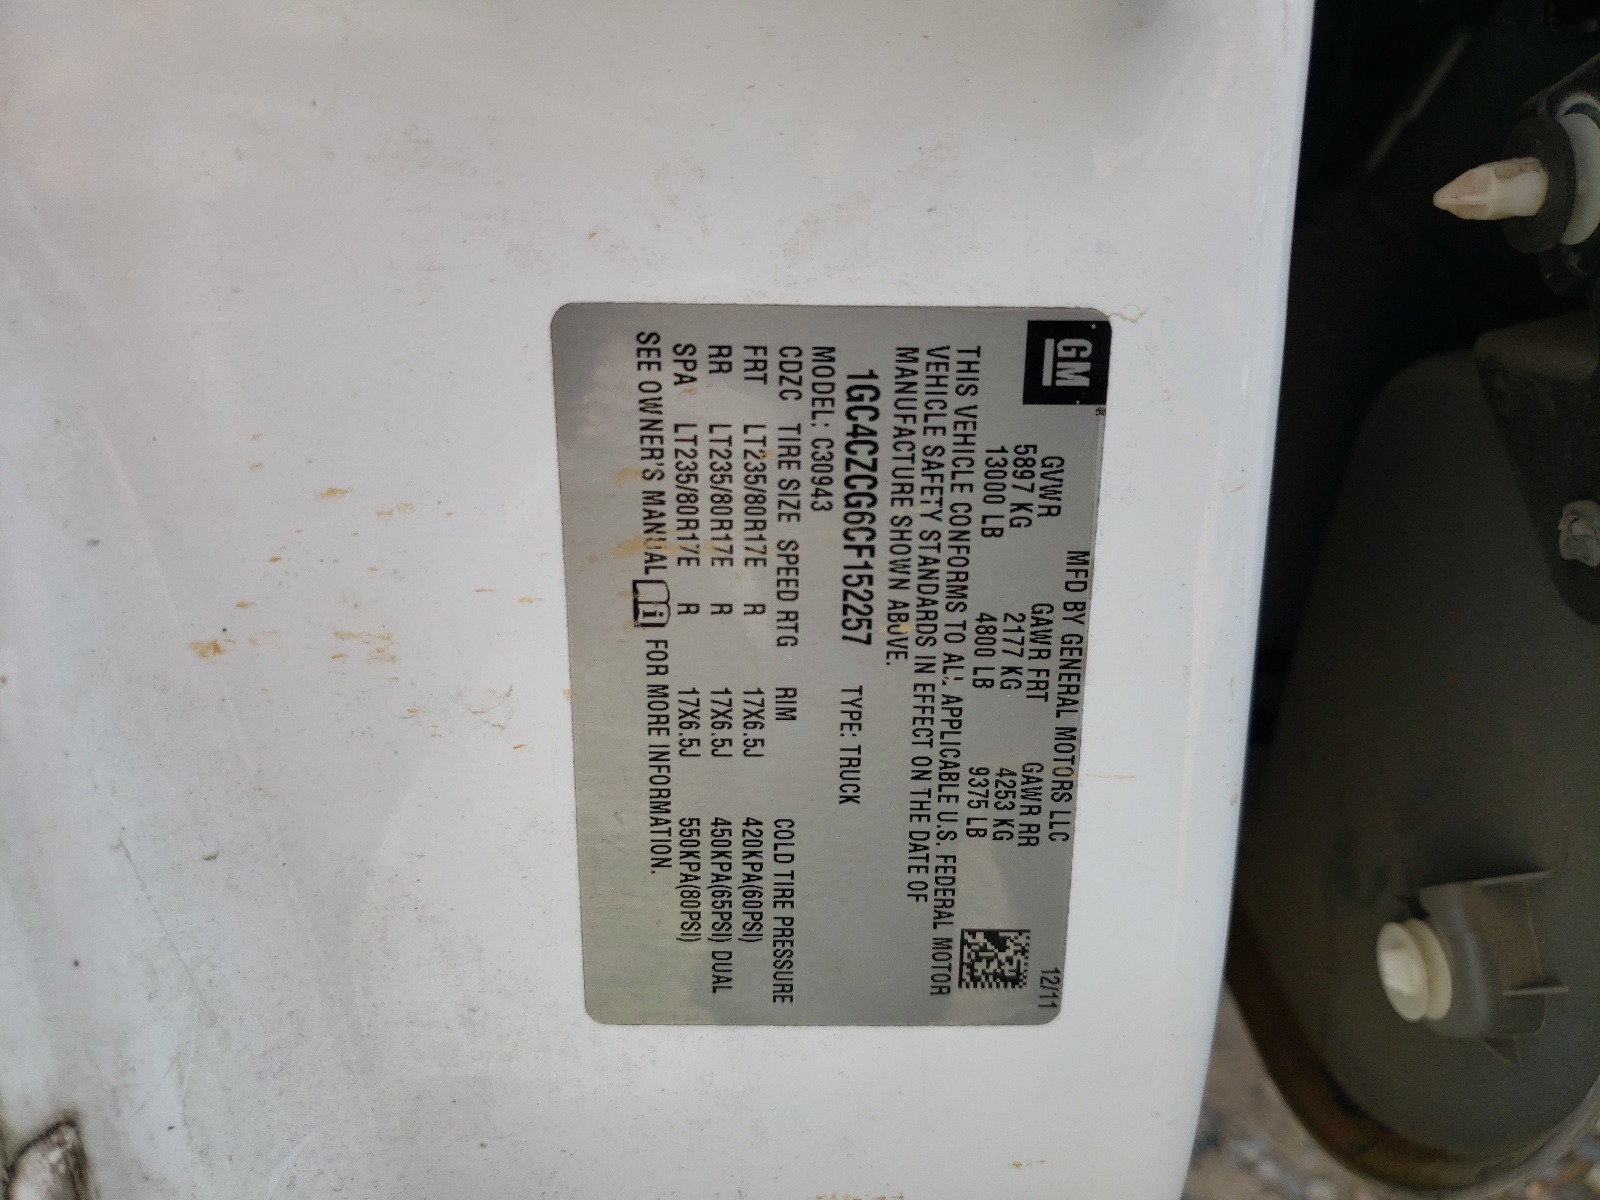 GM
MFD BY GENERAL MOTORS LLC 12/11
GVWR GAWR FRT GAWR RR
5897 KG 2177 KG 4253 KG
13000 LB 4800 LB 9375 LB
THIS VEHICLE CONFORMS TO ALL APPLICABLE U.S. FEDERAL MOTOR
VEHICLE SAFETY STANDARDS IN EFFECT ON THE DATE OF
MANUFACTURE SHOWN ABOVE.
1GC4CZCG6CF152257 TYPE: TRUCK
MODEL: C30943
CDZC TIRE SIZE SPEED RTG RIM COLD TIRE PRESSURE
FRT LT235/80R17E R 17X6.5J 420KPA(60PSI)
RR LT235/80R17E R 17X6.5J 450KPA(65PSI) DUAL
SPA LT235/80R17E R 17X6.5J 550KPA(80PSI)
SEE OWNER'S MANUAL i FOR MORE INFORMATION.